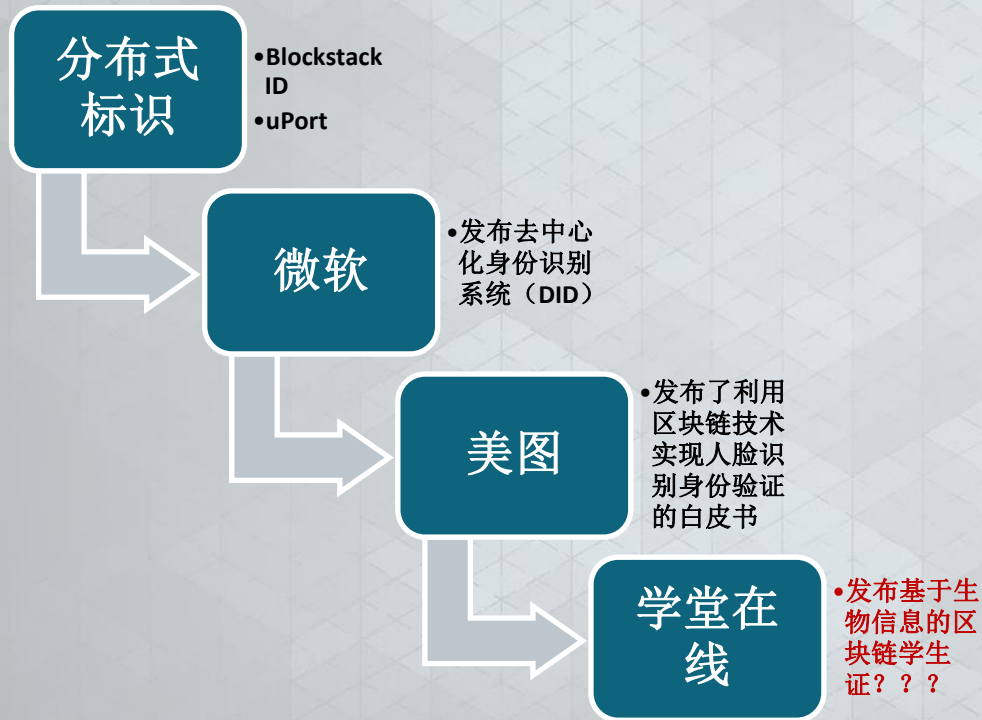 分布式
标识
•Blockstack
ID
•uPort
微软
•发布去中心
化身份识别
系统（DID）
美图
•发布了利用
区块链技术
实现人脸识
别身份验证
的白皮书
学堂在
线
•发布基于生
物信息的区
块链学生
证？？？